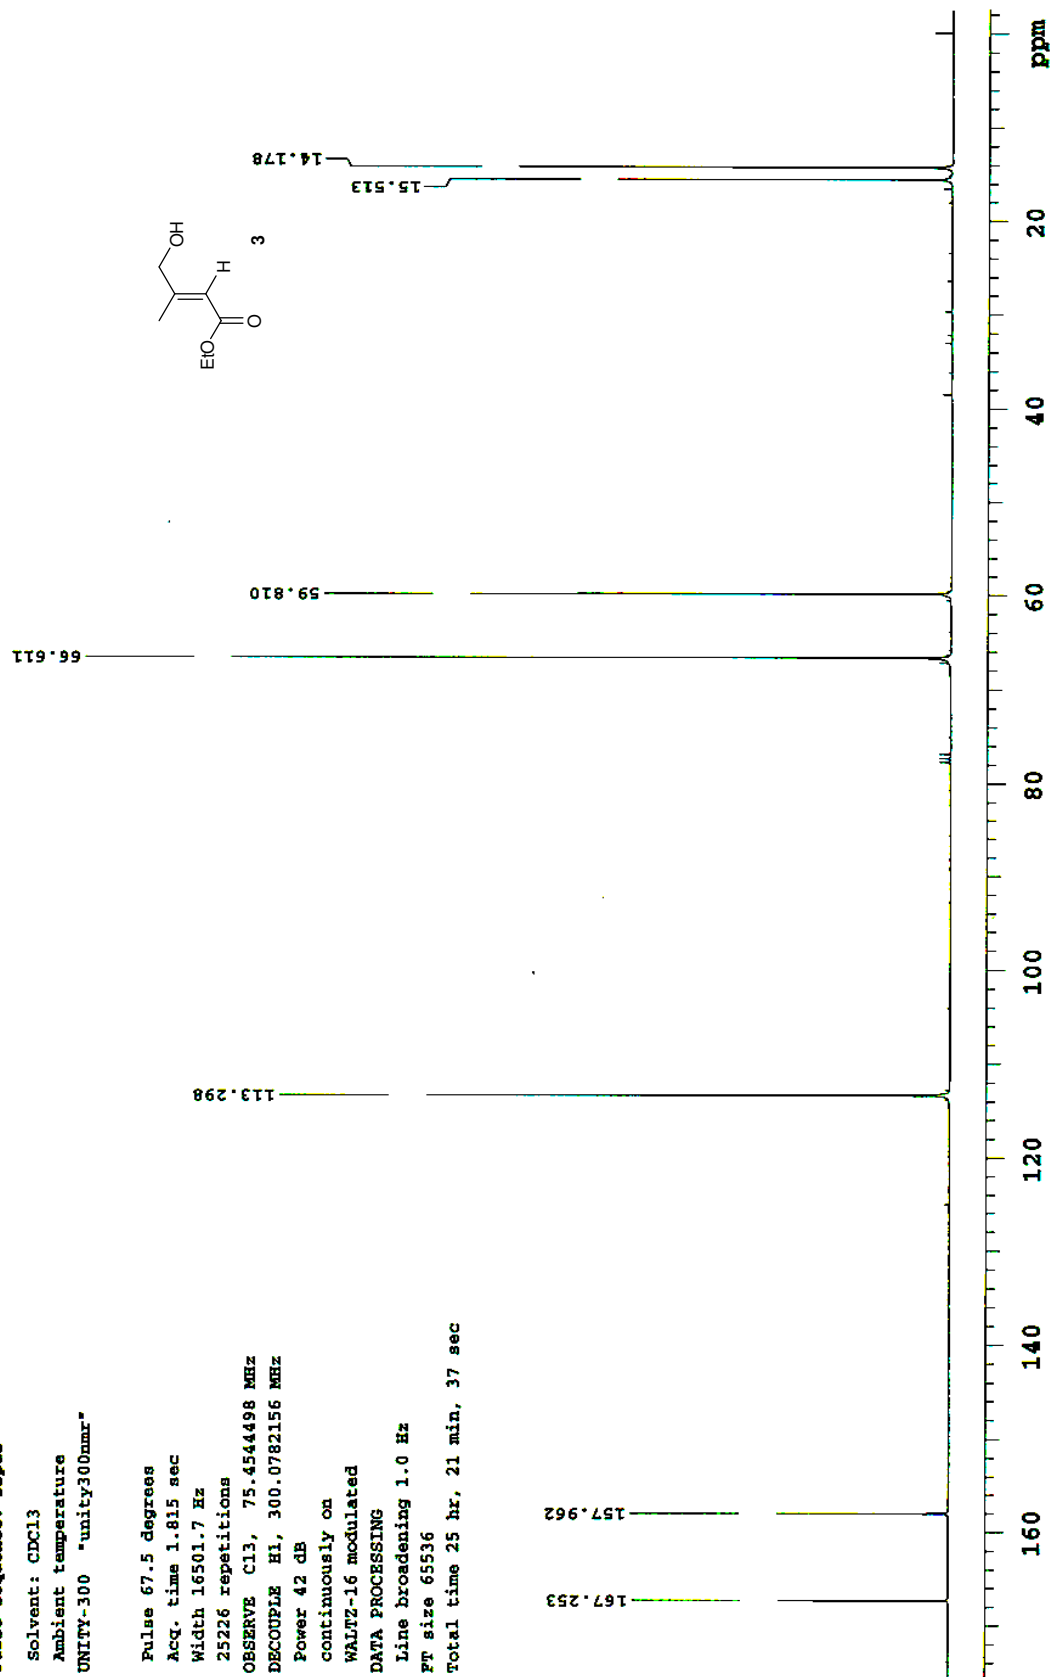 Solvent: CDCl3
Ambient temperature
UNITY-300 "unity300nmr"
Pulse 67.5 degrees
Acq. time 1.815 sec
Width 16501.7 Hz
25226 repetitions
OBSERVE C13, 75.4544498 MHz
DECOUPLE H1, 300.0782156 MHz
Power 42 dB
continuously on
WALTZ-16 modulated
DATA PROCESSING
Line broadening 1.0 Hz
FT size 65536
Total time 25 hr, 21 min, 37 sec
167.253
157.962
113.298
66.611
59.810
15.513
14.178
EtO
O
H
OH
3
160
140
120
100
80
60
40
20
ppm